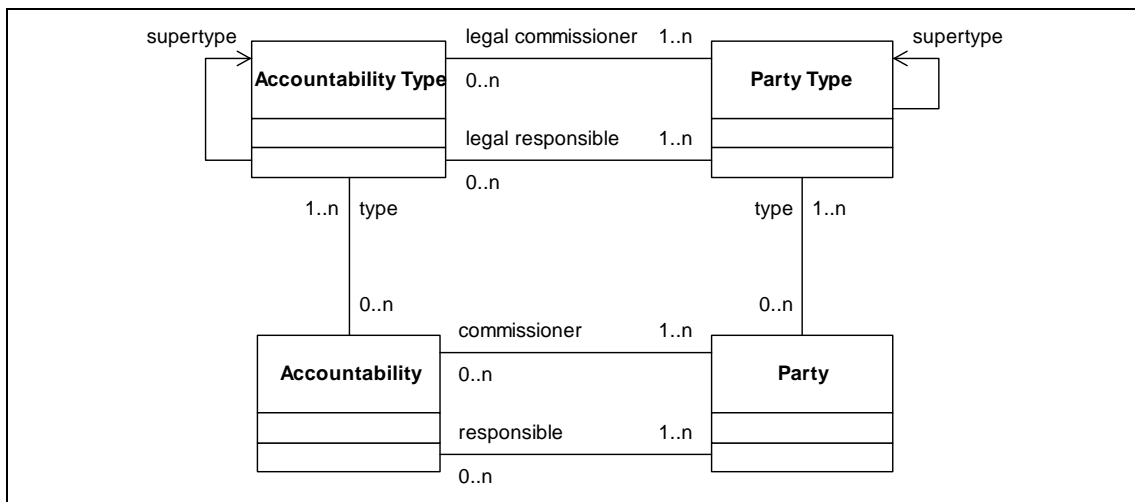 supertype
legal commissioner 1..n
supertype
Accountability Type
0..n
Party Type
legal responsible 1..n
0..n
1..n type
type 1..n
0..n
0..n
commissioner 1..n
Accountability
0..n
Party
responsible 1..n
0..n